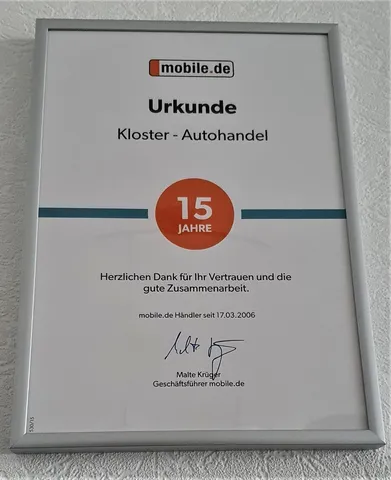 mobile.de
Urkunde
Kloster - Autohandel
15
JAHRE
Herzlichen Dank für Ihr Vertrauen und die
gute Zusammenarbeit.
mobile.de Händler seit 17.03.2006
Malte Krüger
Geschäftsführer mobile.de